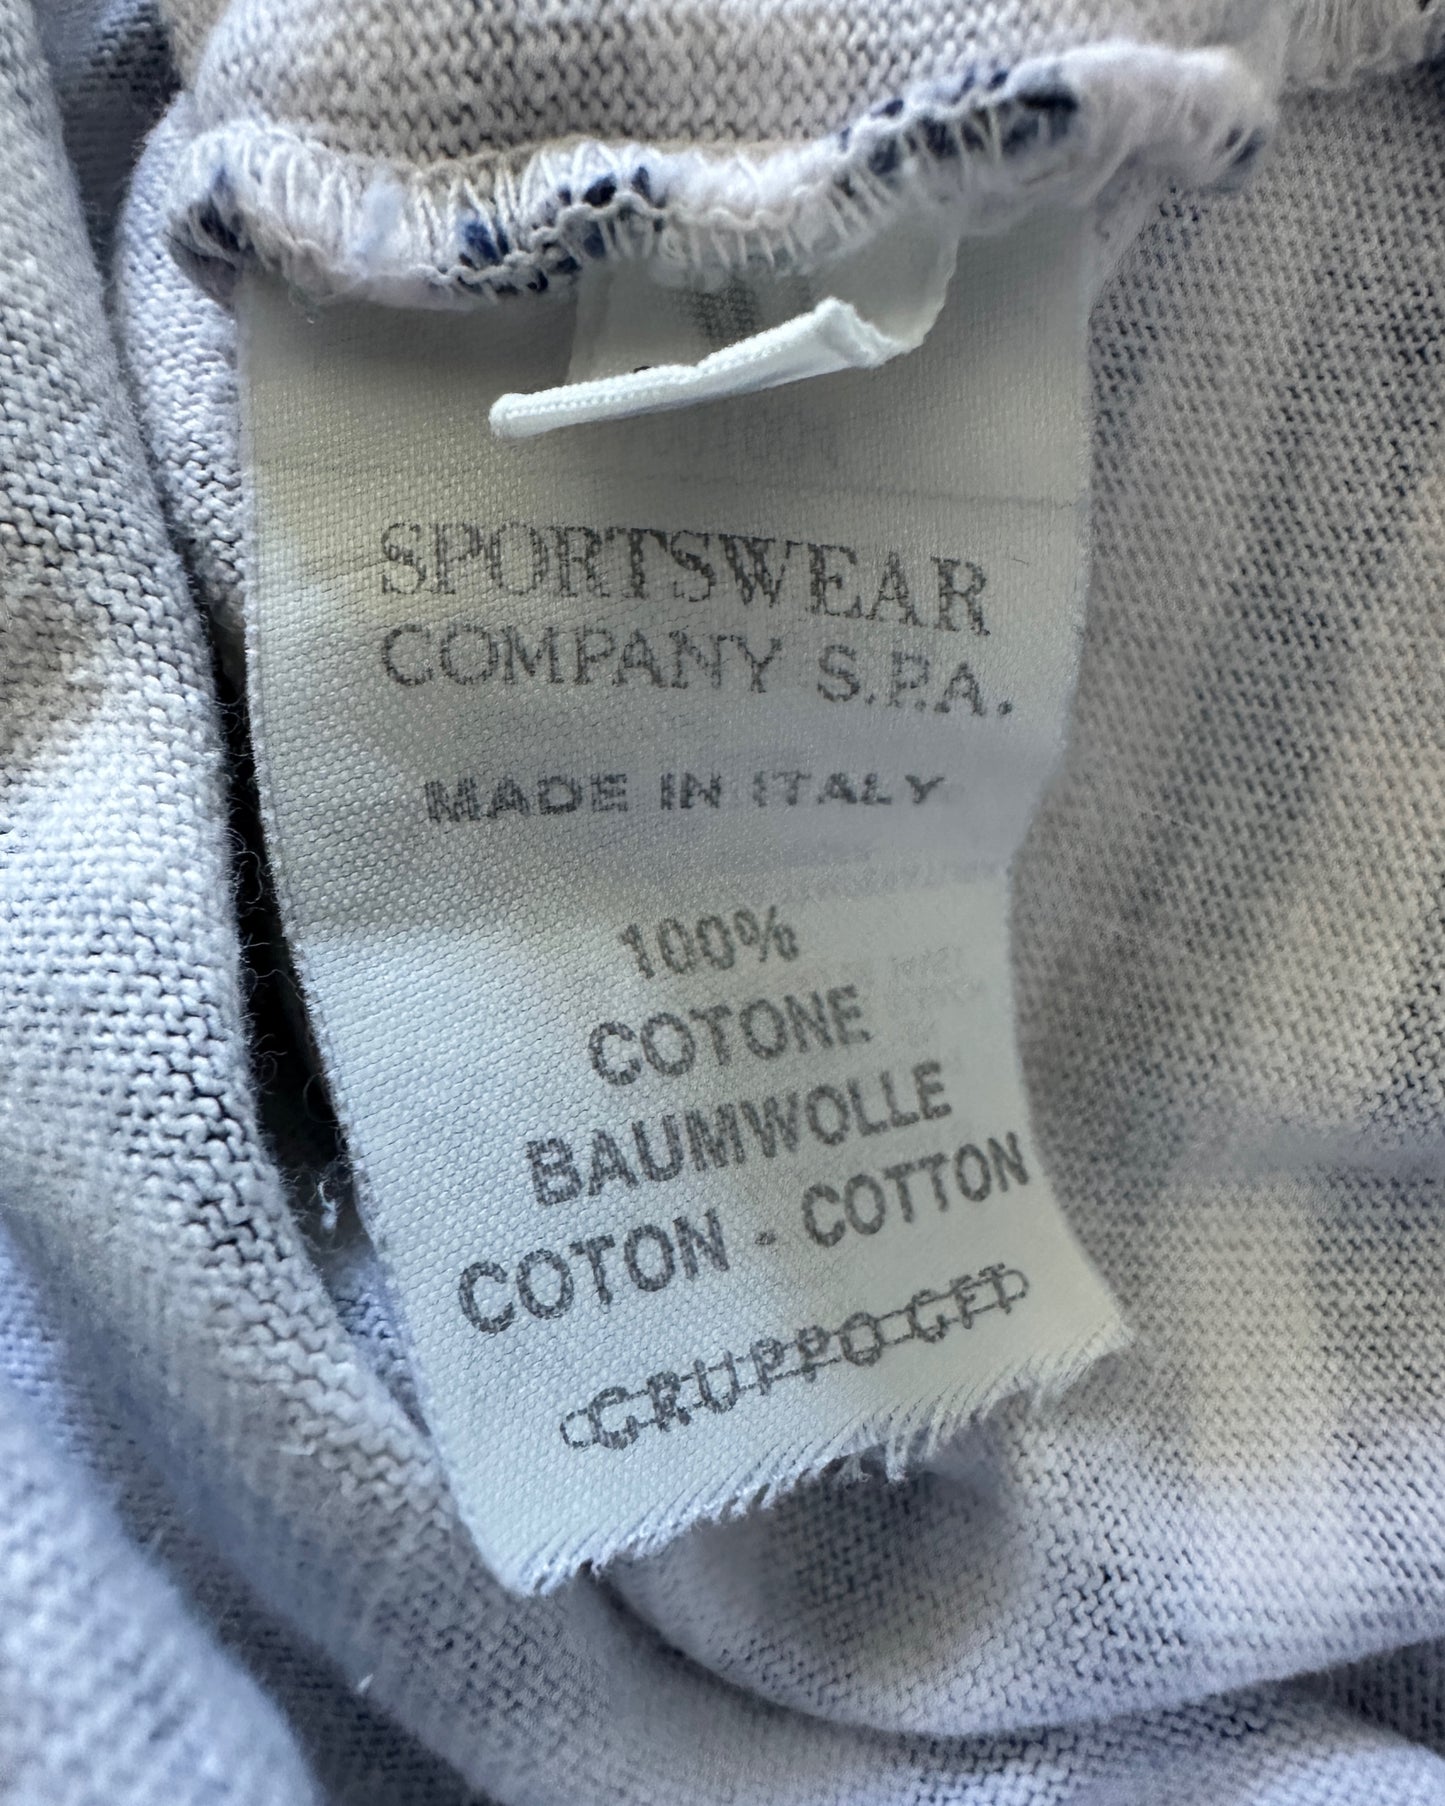 SPORTSWEAR
COMPANY S.P.A.
MADE IN ITALY
100%
COTONE
BAUMWOLLE
COTON - COTTON
GRUPPO GFT